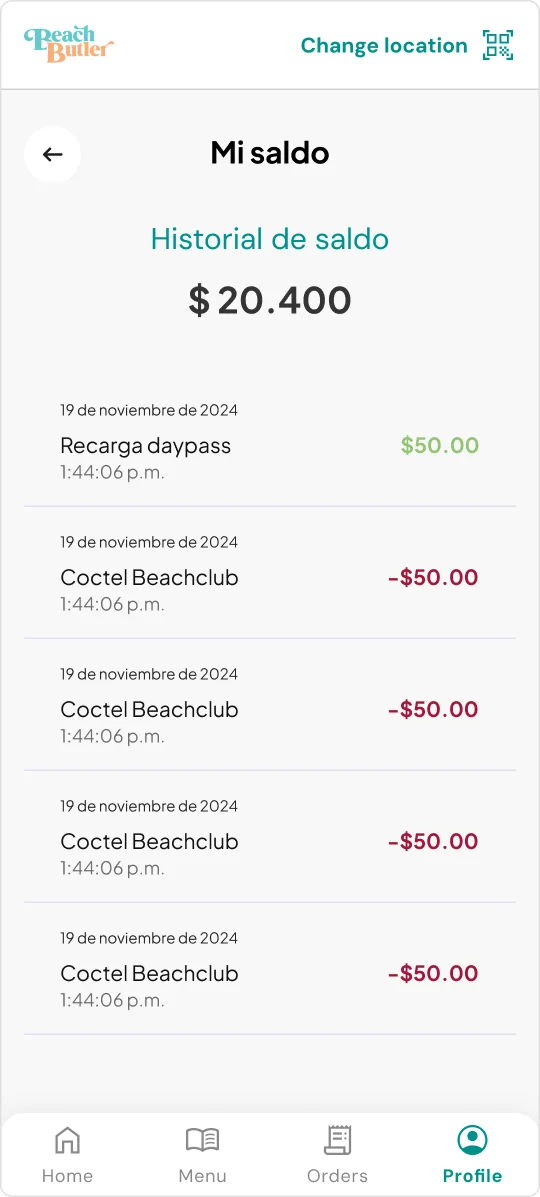 Beach
Butler
Change location
Mi saldo
Historial de saldo
$ 20.400
19 de noviembre de 2024
Recarga daypass
$50.00
1:44:06 p.m.
19 de noviembre de 2024
Coctel Beachclub
-$50.00
1:44:06 p.m.
19 de noviembre de 2024
Coctel Beachclub
-$50.00
1:44:06 p.m.
19 de noviembre de 2024
Coctel Beachclub
-$50.00
1:44:06 p.m.
19 de noviembre de 2024
Coctel Beachclub
-$50.00
1:44:06 p.m.
Home
Menu
Orders
Profile